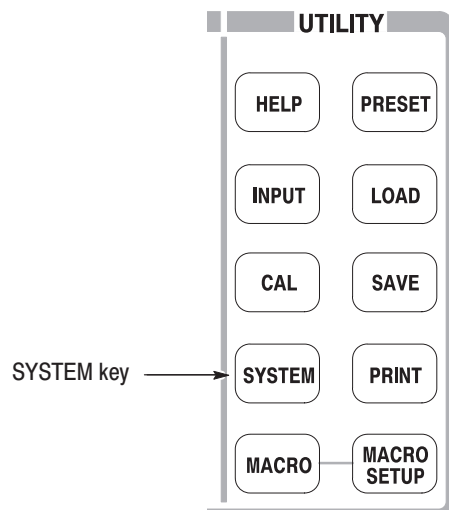 UTILITY
HELP PRESET
INPUT LOAD
CAL SAVE
SYSTEM key SYSTEM PRINT
MACRO MACRO
SETUP